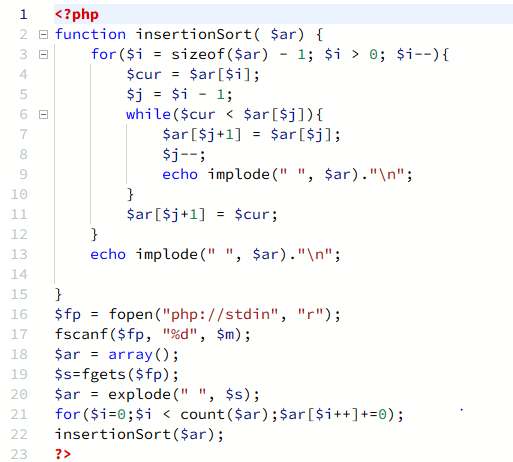 1 <?php
2 function insertionSort( $ar) {
3     for($i = sizeof($ar) - 1; $i > 0; $i--){
4         $cur = $ar[$i];
5         $j = $i - 1;
6         while($cur < $ar[$j]){
7             $ar[$j+1] = $ar[$j];
8             $j--;
9             echo implode(" ", $ar)."\n";
10         }
11         $ar[$j+1] = $cur;
12     }
13     echo implode(" ", $ar)."\n";
14
15 }
16 $fp = fopen("php://stdin", "r");
17 fscanf($fp, "%d", $m);
18 $ar = array();
19 $s=fgets($fp);
20 $ar = explode(" ", $s);
21 for($i=0;$i < count($ar);$ar[$i++]+=0);
22 insertionSort($ar);
23 ?>